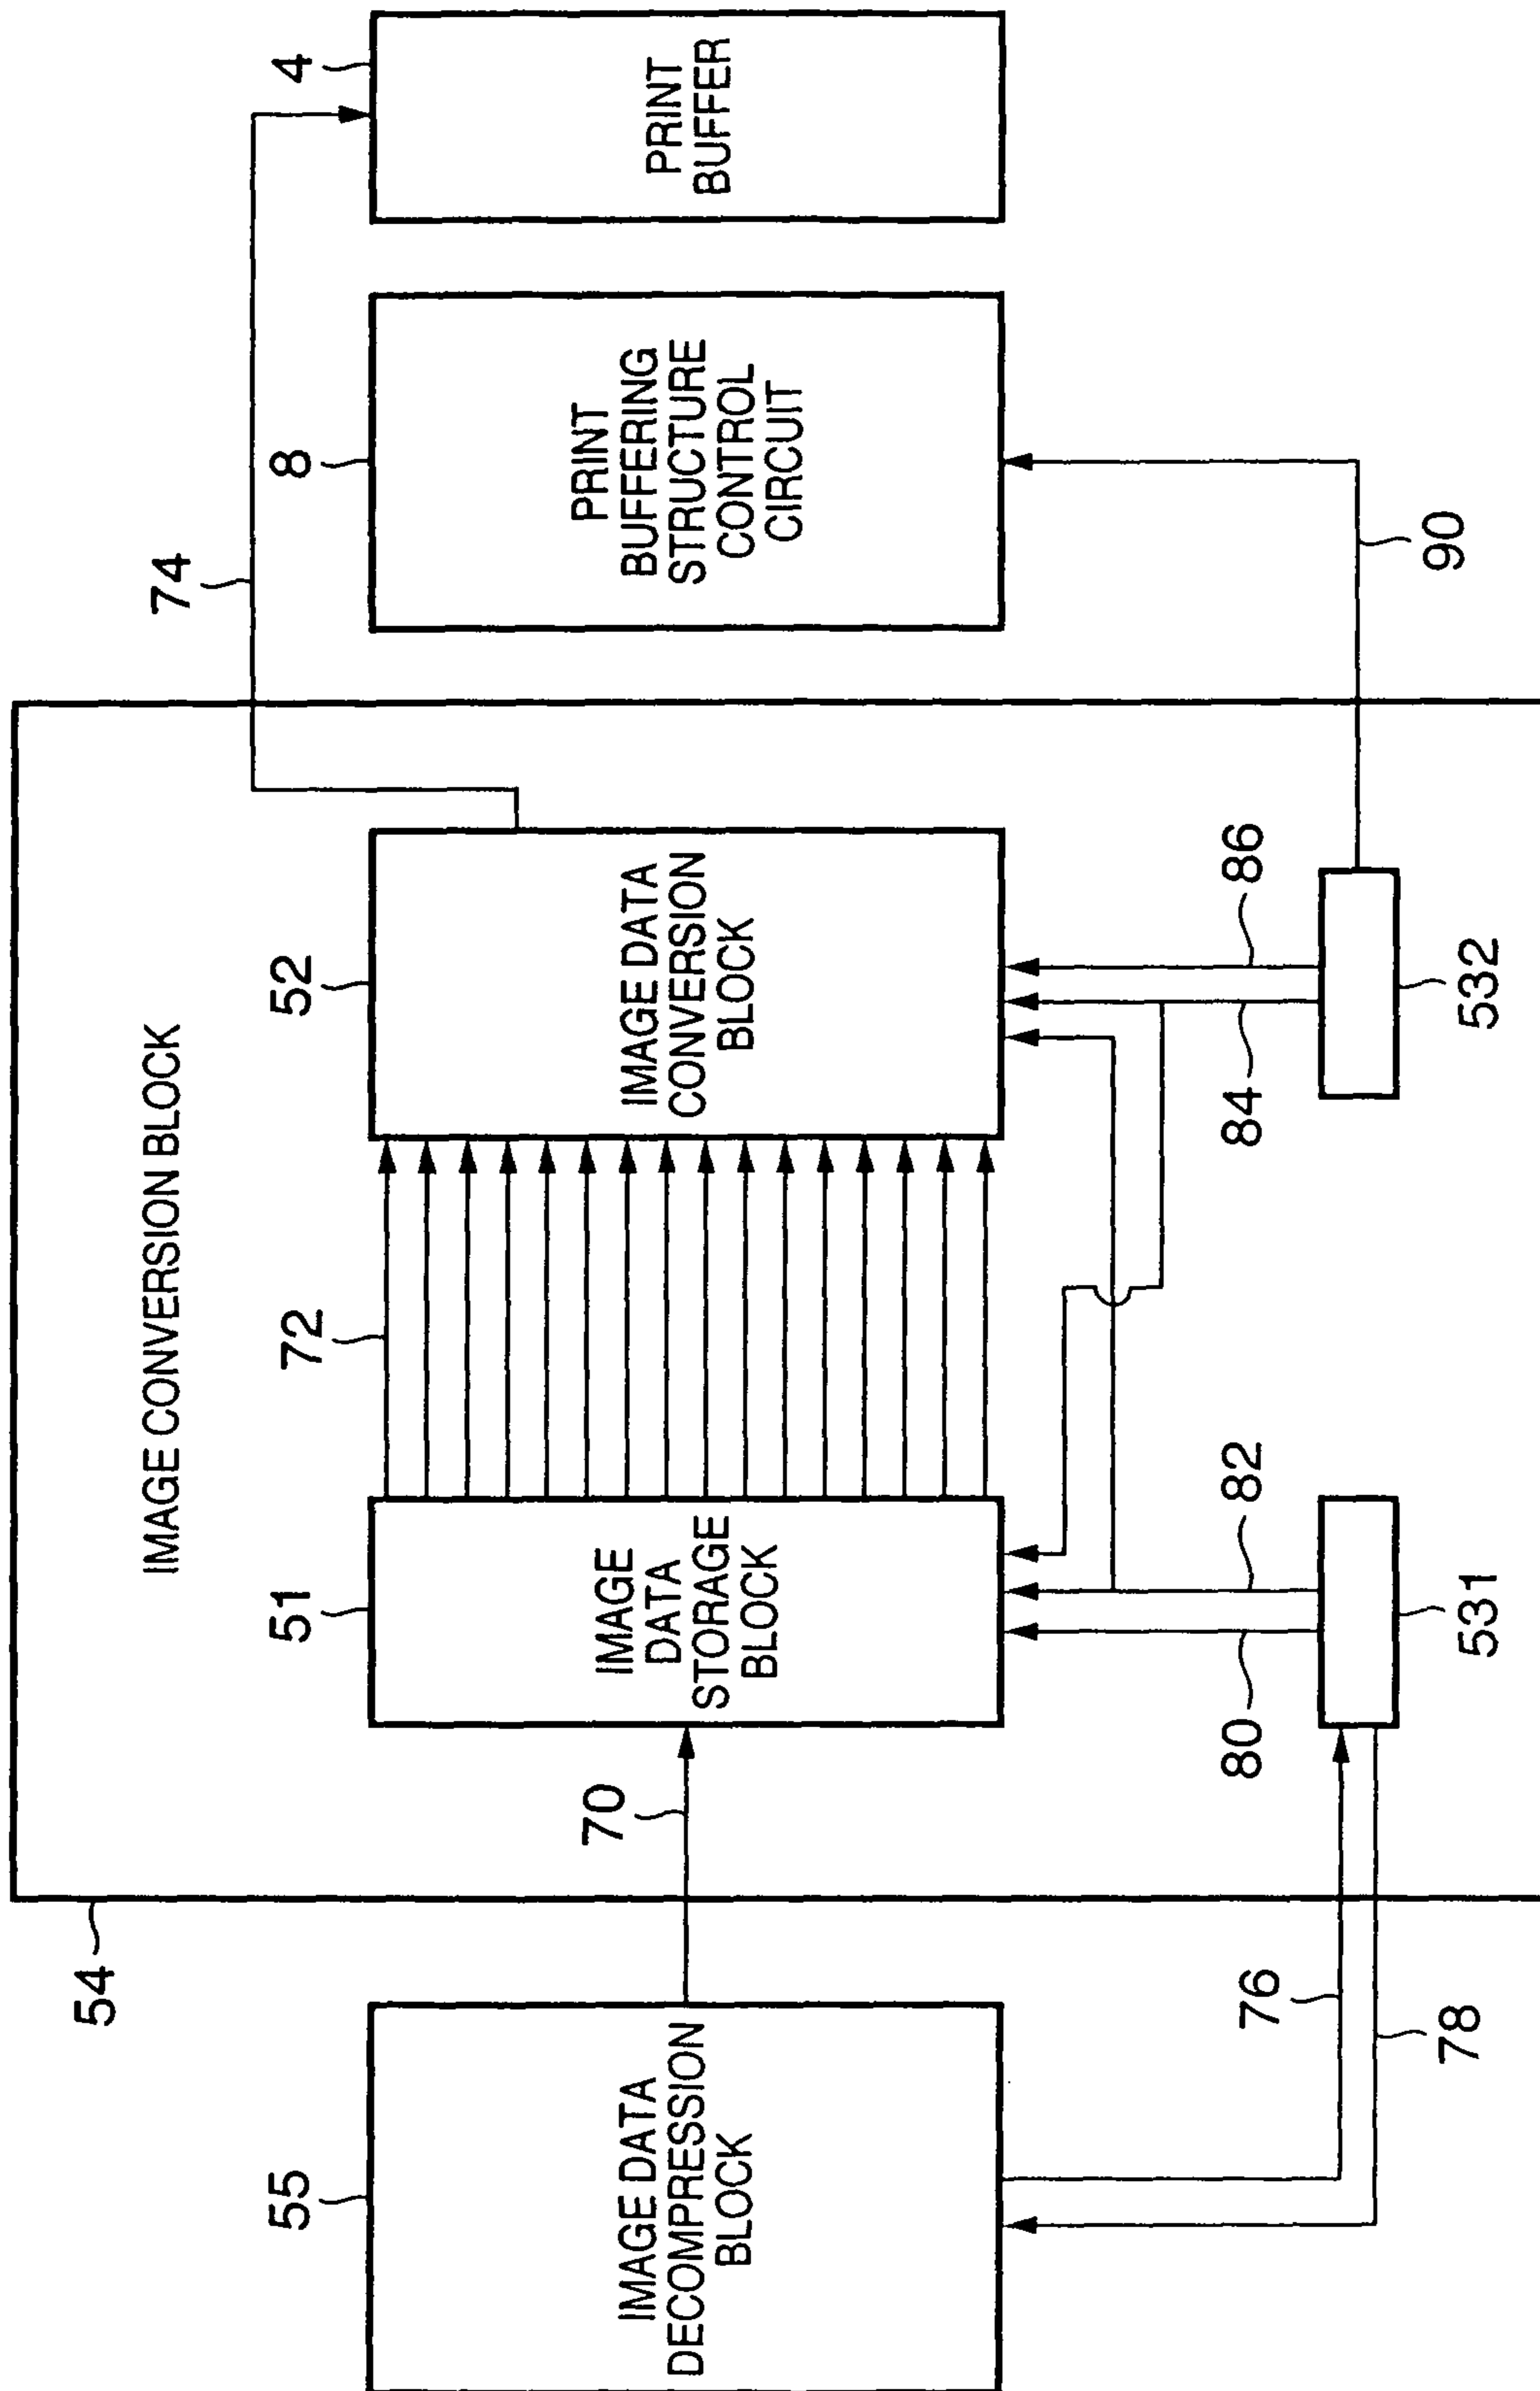 54
IMAGE CONVERSION BLOCK
74
55
51
72
52
8
4
IMAGE DATA
DECOMPRESSION
BLOCK
70
IMAGE
DATA
STORAGE
BLOCK
IMAGE DATA
CONVERSION
BLOCK
PRINT
BUFFERING
STRUCTURE
CONTROL
CIRCUIT
PRINT
BUFFER
76
80
82
84
86
78
531
532
90